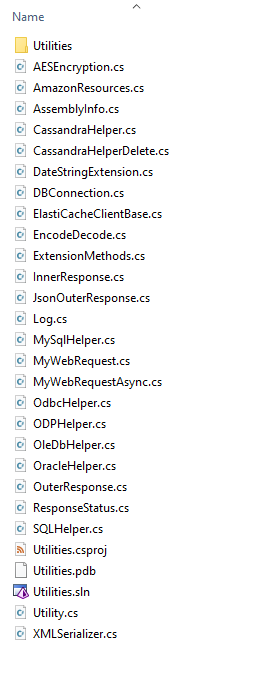 Name
Utilities
AESEncryption.cs
AmazonResources.cs
AssemblyInfo.cs
CassandraHelper.cs
CassandraHelperDelete.cs
DateStringExtension.cs
DBConnection.cs
ElastiCacheClientBase.cs
EncodeDecode.cs
ExtensionMethods.cs
InnerResponse.cs
JsonOuterResponse.cs
Log.cs
MySqlHelper.cs
MyWebRequest.cs
MyWebRequestAsync.cs
OdbcHelper.cs
ODPHelper.cs
OleDbHelper.cs
OracleHelper.cs
OuterResponse.cs
ResponseStatus.cs
SQLHelper.cs
Utilities.csproj
Utilities.pdb
Utilities.sln
Utility.cs
XMLSerializer.cs